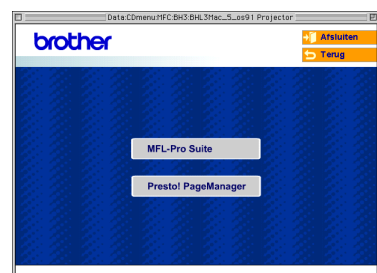 Data:CDmenu:MFC:BH3:BHL3Mac_5_os91 Projector
brother
Afsluiten
Terug
MFL-Pro Suite
Presto! PageManager